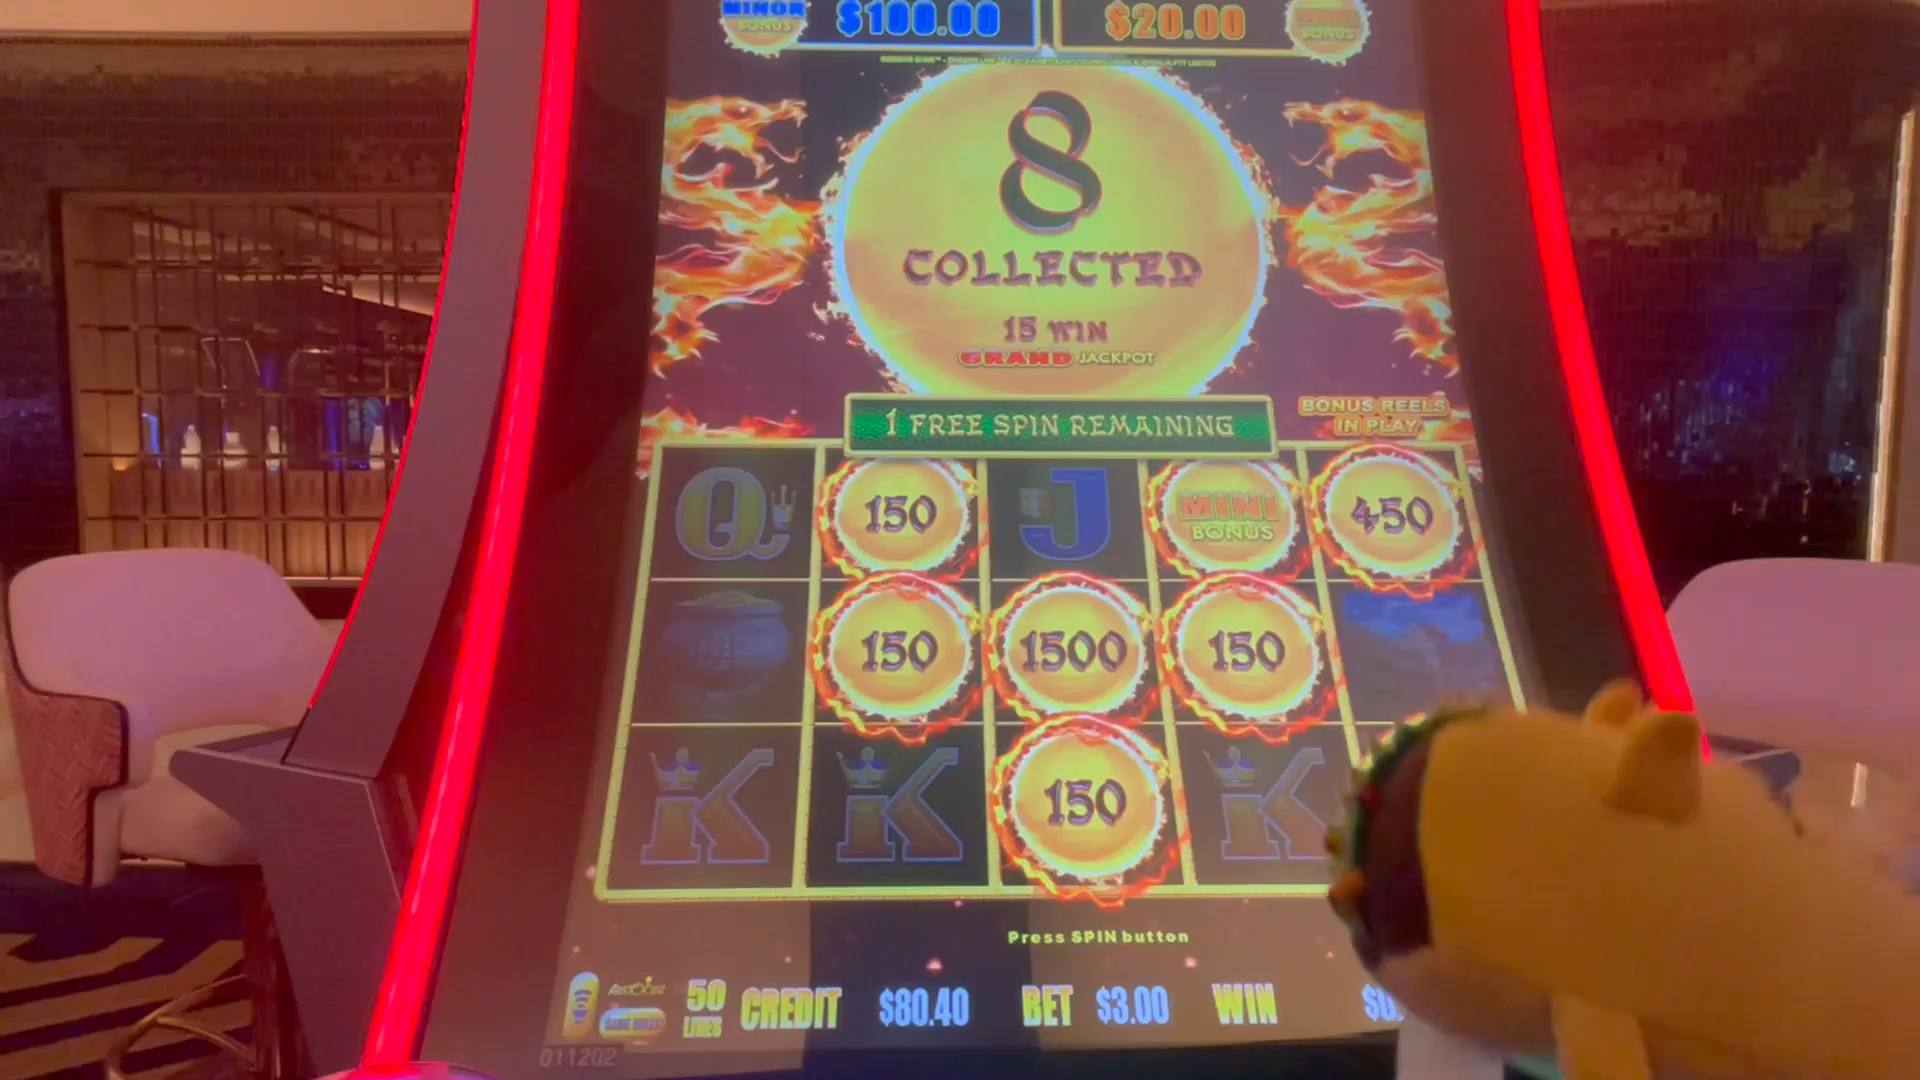 MINOR
BONUS
$100.00
$20.00
BONUS
8
COLLECTED
15 WIN
GRAND JACKPOT
1 FREE SPIN REMAINING
BONUS REELS
IN PLAY
Q
150
J
MINI
BONUS
450
150
1500
150
K
K
150
K
Press SPIN button
50
LINES
CREDIT
$80.40
BET
$3.00
WIN
011202